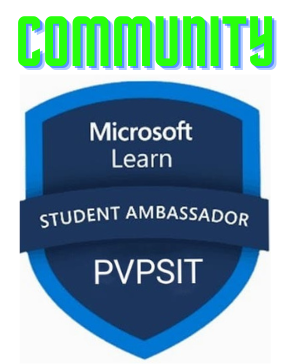 COMMUNITY
Microsoft
Learn
STUDENT AMBASSADOR
PVPSIT